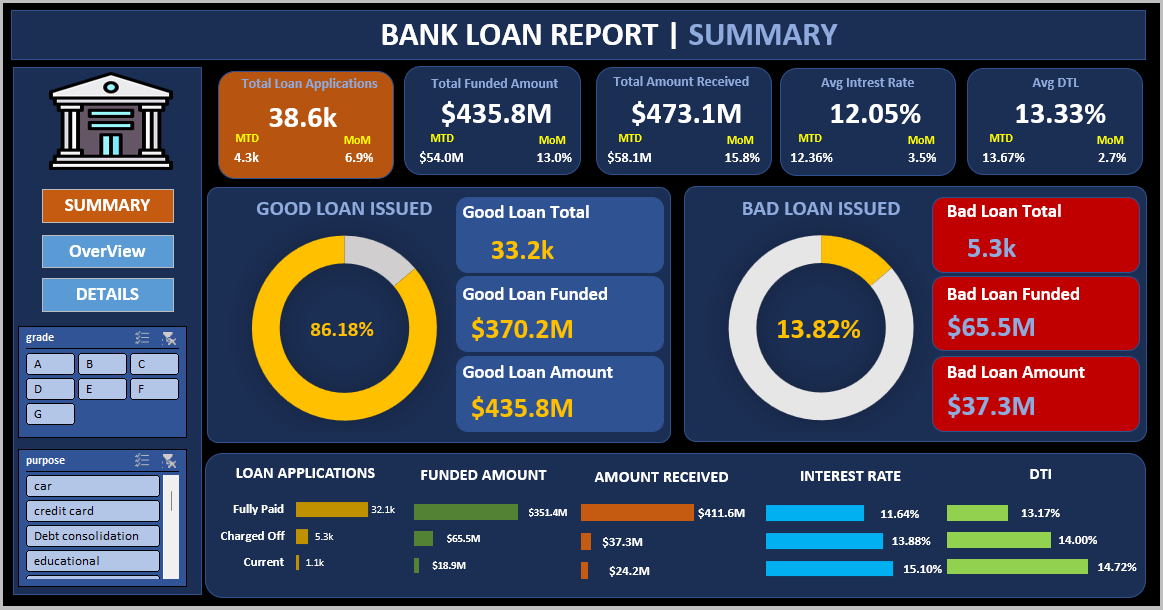 BANK LOAN REPORT | SUMMARY
Total Loan Applications
38.6k
MTD MoM
4.3k 6.9%
Total Funded Amount
$435.8M
MTD MoM
$54.0M 13.0%
Total Amount Received
$473.1M
MTD MoM
$58.1M 15.8%
Avg Intrest Rate
12.05%
MTD MoM
12.36% 3.5%
Avg DTL
13.33%
MTD MoM
13.67% 2.7%
SUMMARY
OverView
DETAILS
grade
A B C
D E F
G
purpose
car
credit card
Debt consolidation
educational
GOOD LOAN ISSUED
86.18%
Good Loan Total
33.2k
Good Loan Funded
$370.2M
Good Loan Amount
$435.8M
BAD LOAN ISSUED
13.82%
Bad Loan Total
5.3k
Bad Loan Funded
$65.5M
Bad Loan Amount
$37.3M
LOAN APPLICATIONS
Fully Paid 32.1k
Charged Off 5.3k
Current 1.1k
FUNDED AMOUNT
$351.4M
$65.5M
$18.9M
AMOUNT RECEIVED
$411.6M
$37.3M
$24.2M
INTEREST RATE
11.64%
13.88%
15.10%
DTI
13.17%
14.00%
14.72%